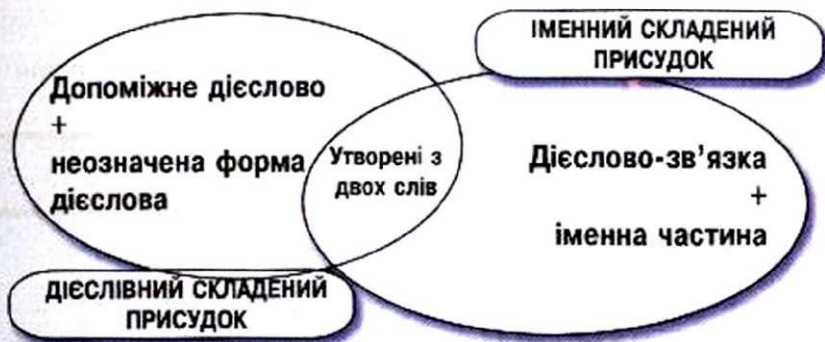 ІМЕННИЙ СКЛАДЕНИЙ
ПРИСУДОК
Допоміжне дієслово
+
неозначена форма
дієслова
Утворені з
двох слів
Дієслово-зв'язка
+
іменна частина
ДІЄСЛІВНИЙ СКЛАДЕНИЙ
ПРИСУДОК